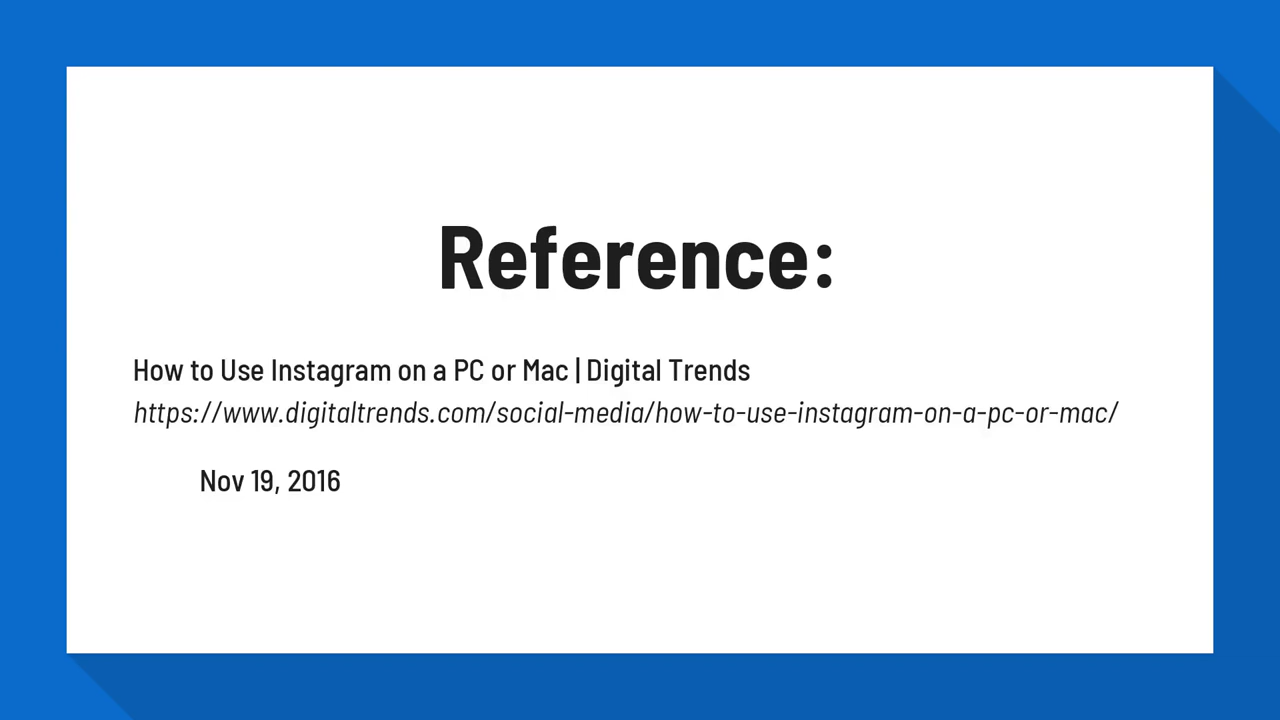 Reference:
How to Use Instagram on a PC or Mac | Digital Trends
https://www.digitaltrends.com/social-media/how-to-use-instagram-on-a-pc-or-mac/
Nov 19, 2016